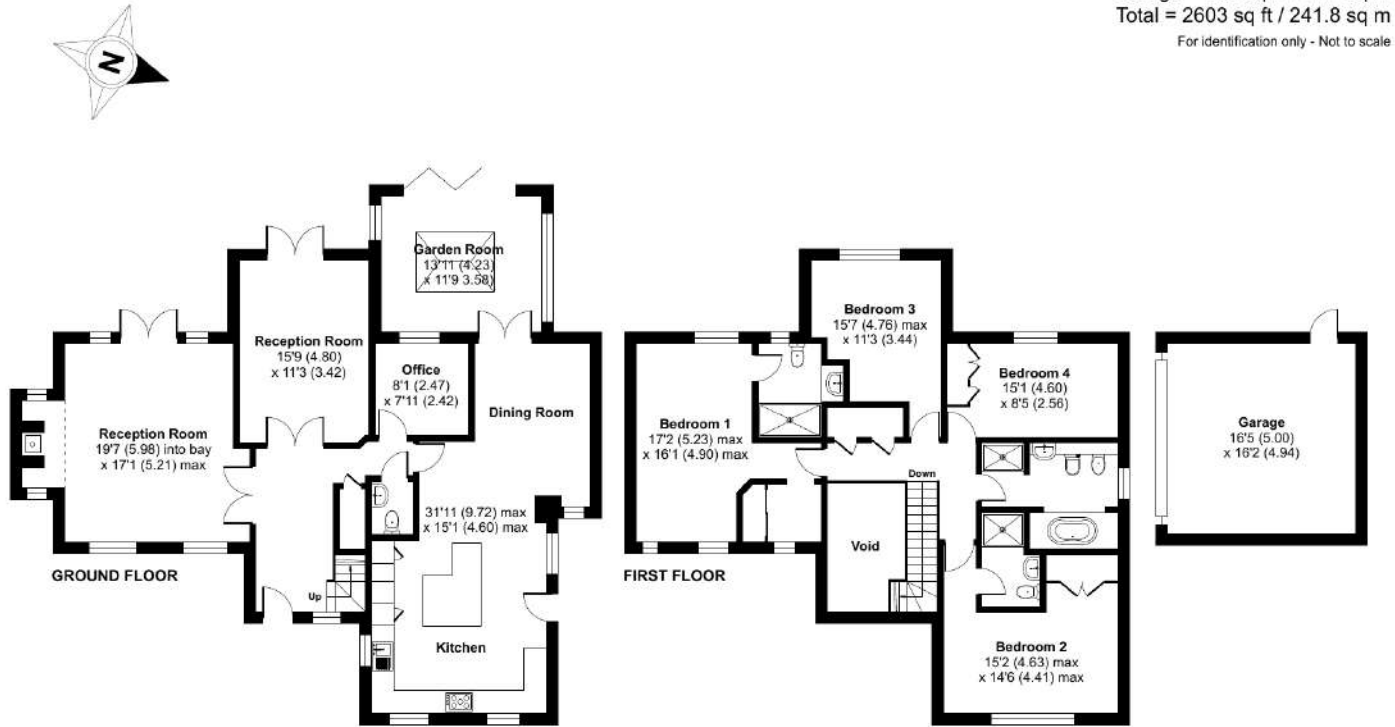 Total = 2603 sq ft / 241.8 sq m
For identification only - Not to scale
N
Garden Room
13'11 (4.23)
x 11'9 3.58)
Reception Room
15'9 (4.80)
x 11'3 (3.42)
Office
8'1 (2.47)
x 7'11 (2.42)
Dining Room
Reception Room
19'7 (5.98) into bay
x 17'1 (5.21) max
31'11 (9.72) max
x 15'1 (4.60) max
GROUND FLOOR
Up
Kitchen
Bedroom 3
15'7 (4.76) max
x 11'3 (3.44)
Bedroom 4
15'1 (4.60)
x 8'5 (2.56)
Bedroom 1
17'2 (5.23) max
x 16'1 (4.90) max
Down
Void
FIRST FLOOR
Bedroom 2
15'2 (4.63) max
x 14'6 (4.41) max
Garage
16'5 (5.00)
x 16'2 (4.94)